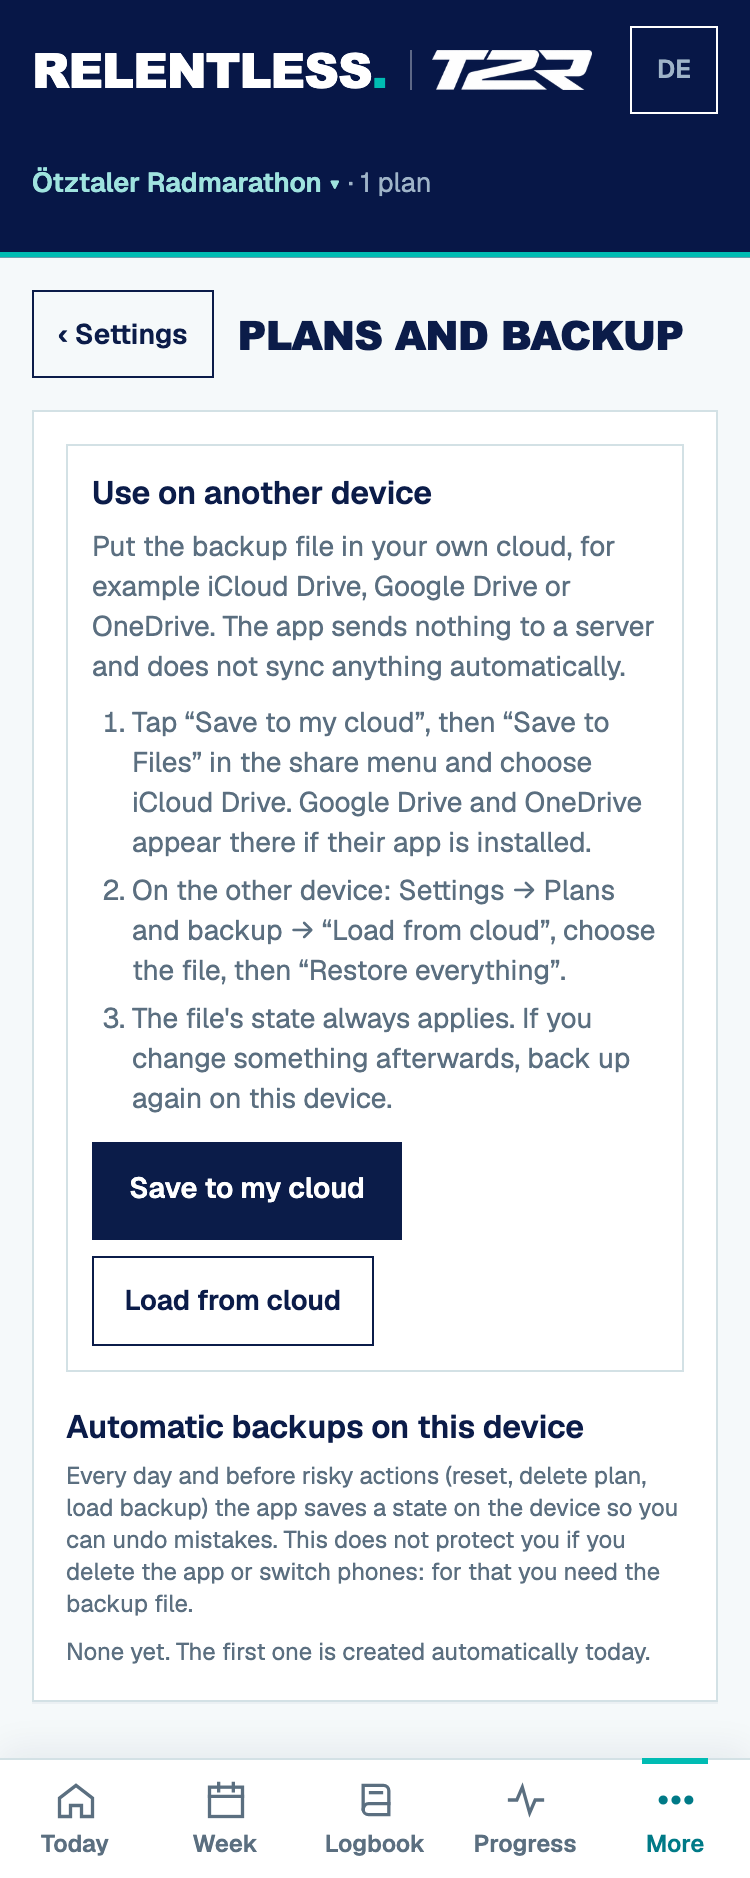 RELENTLESS. | T2R
DE
Ötztaler Radmarathon ▾ · 1 plan
‹ Settings
PLANS AND BACKUP
Use on another device
Put the backup file in your own cloud, for
example iCloud Drive, Google Drive or
OneDrive. The app sends nothing to a server
and does not sync anything automatically.
1. Tap “Save to my cloud”, then “Save to
Files” in the share menu and choose
iCloud Drive. Google Drive and OneDrive
appear there if their app is installed.
2. On the other device: Settings → Plans
and backup → “Load from cloud”, choose
the file, then “Restore everything”.
3. The file's state always applies. If you
change something afterwards, back up
again on this device.
Save to my cloud
Load from cloud
Automatic backups on this device
Every day and before risky actions (reset, delete plan,
load backup) the app saves a state on the device so you
can undo mistakes. This does not protect you if you
delete the app or switch phones: for that you need the
backup file.
None yet. The first one is created automatically today.
Today
Week
Logbook
Progress
More